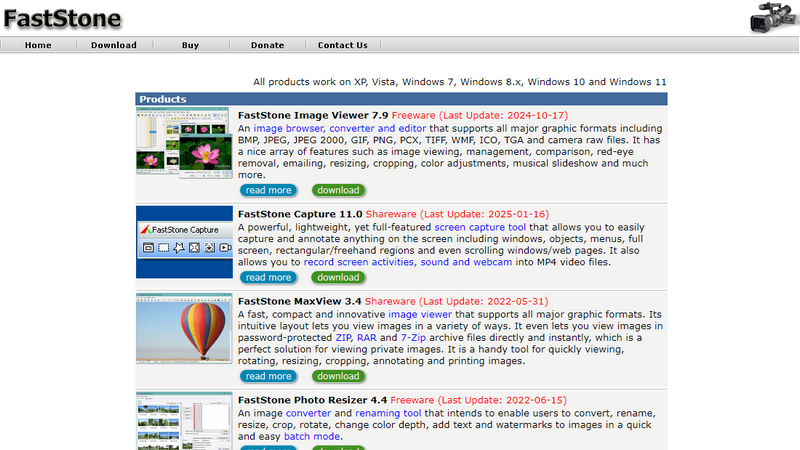 FastStone
Home
Download
Buy
Donate
Contact Us
All products work on XP, Vista, Windows 7, Windows 8.x, Windows 10 and Windows 11
Products
FastStone Image Viewer 7.9 Freeware (Last Update: 2024-10-17)
An image browser, converter and editor that supports all major graphic formats including
BMP, JPEG, JPEG 2000, GIF, PNG, PCX, TIFF, WMF, ICO, TGA and camera raw files. It has
a nice array of features such as image viewing, management, comparison, red-eye
removal, emailing, resizing, cropping, color adjustments, musical slideshow and much
more.
read more
download
FastStone Capture
FastStone Capture 11.0 Shareware (Last Update: 2025-01-16)
A powerful, lightweight, yet full-featured screen capture tool that allows you to easily
capture and annotate anything on the screen including windows, objects, menus, full
screen, rectangular/freehand regions and even scrolling windows/web pages. It also
allows you to record screen activities, sound and webcam into MP4 video files.
read more
download
FastStone MaxView 3.4 Shareware (Last Update: 2022-05-31)
A fast, compact and innovative image viewer that supports all major graphic formats. Its
intuitive layout lets you view images in a variety of ways. It even lets you view images in
password-protected ZIP, RAR and 7-Zip archive files directly and instantly, which is a
perfect solution for viewing private images. It is a handy tool for quickly viewing,
rotating, resizing, cropping, annotating and printing images.
read more
download
FastStone Photo Resizer 4.4 Freeware (Last Update: 2022-06-15)
An image converter and renaming tool that intends to enable users to convert, rename,
resize, crop, rotate, change color depth, add text and watermarks to images in a quick
and easy batch mode.
read more
download